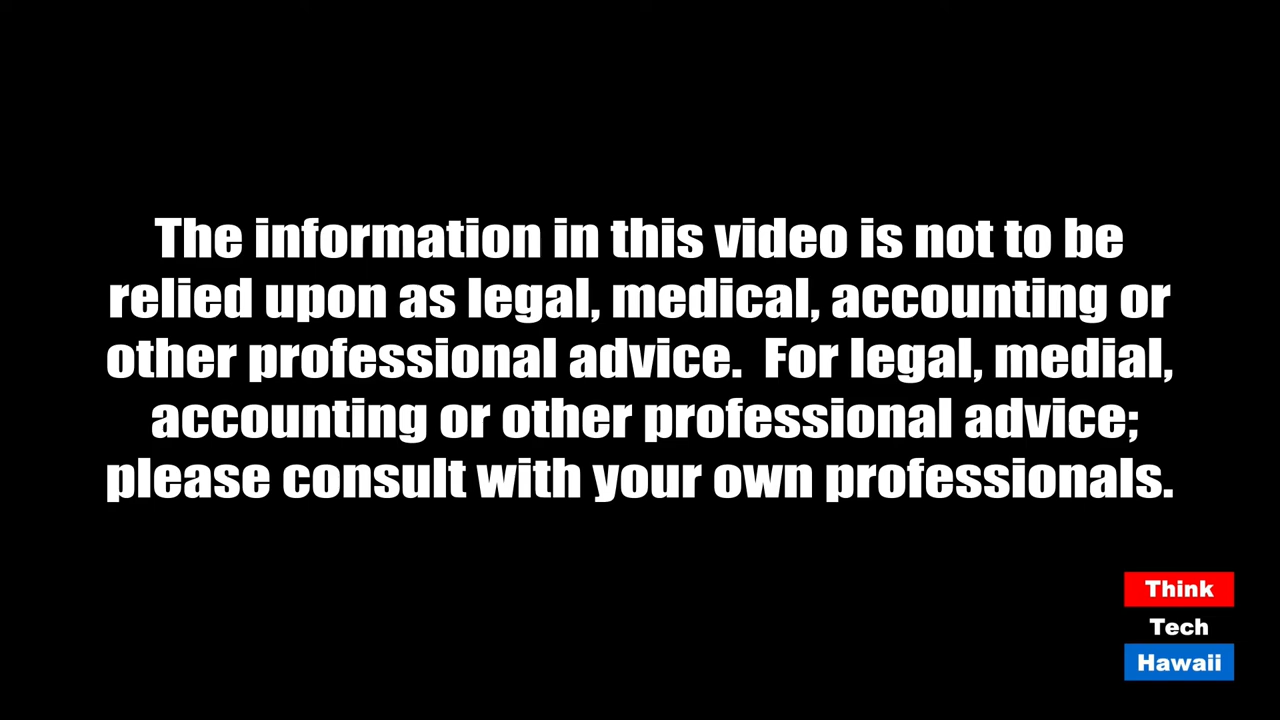 The information in this video is not to be
relied upon as legal, medical, accounting or
other professional advice.  For legal, medial,
accounting or other professional advice;
please consult with your own professionals.
Think
Tech
Hawaii